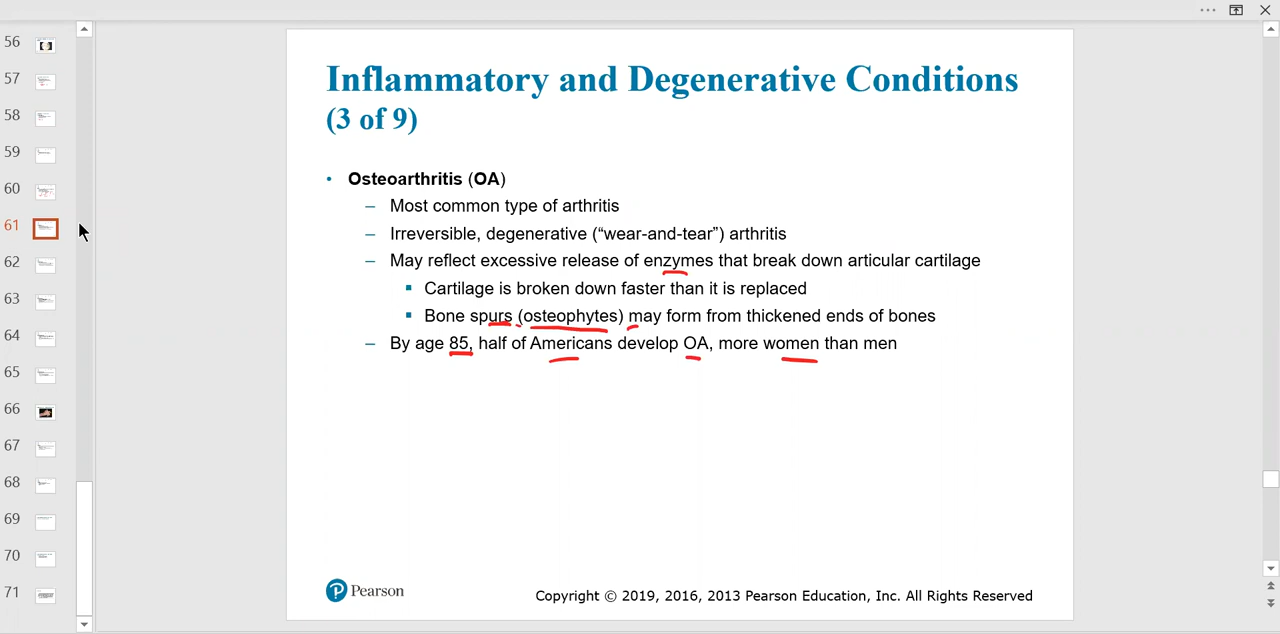 56
57
58
59
60
61
62
63
64
65
66
67
68
69
70
71
Inflammatory and Degenerative Conditions
(3 of 9)
• Osteoarthritis (OA)
– Most common type of arthritis
– Irreversible, degenerative (“wear-and-tear”) arthritis
– May reflect excessive release of enzymes that break down articular cartilage
▪ Cartilage is broken down faster than it is replaced
▪ Bone spurs (osteophytes) may form from thickened ends of bones
– By age 85, half of Americans develop OA, more women than men
P Pearson
Copyright © 2019, 2016, 2013 Pearson Education, Inc. All Rights Reserved